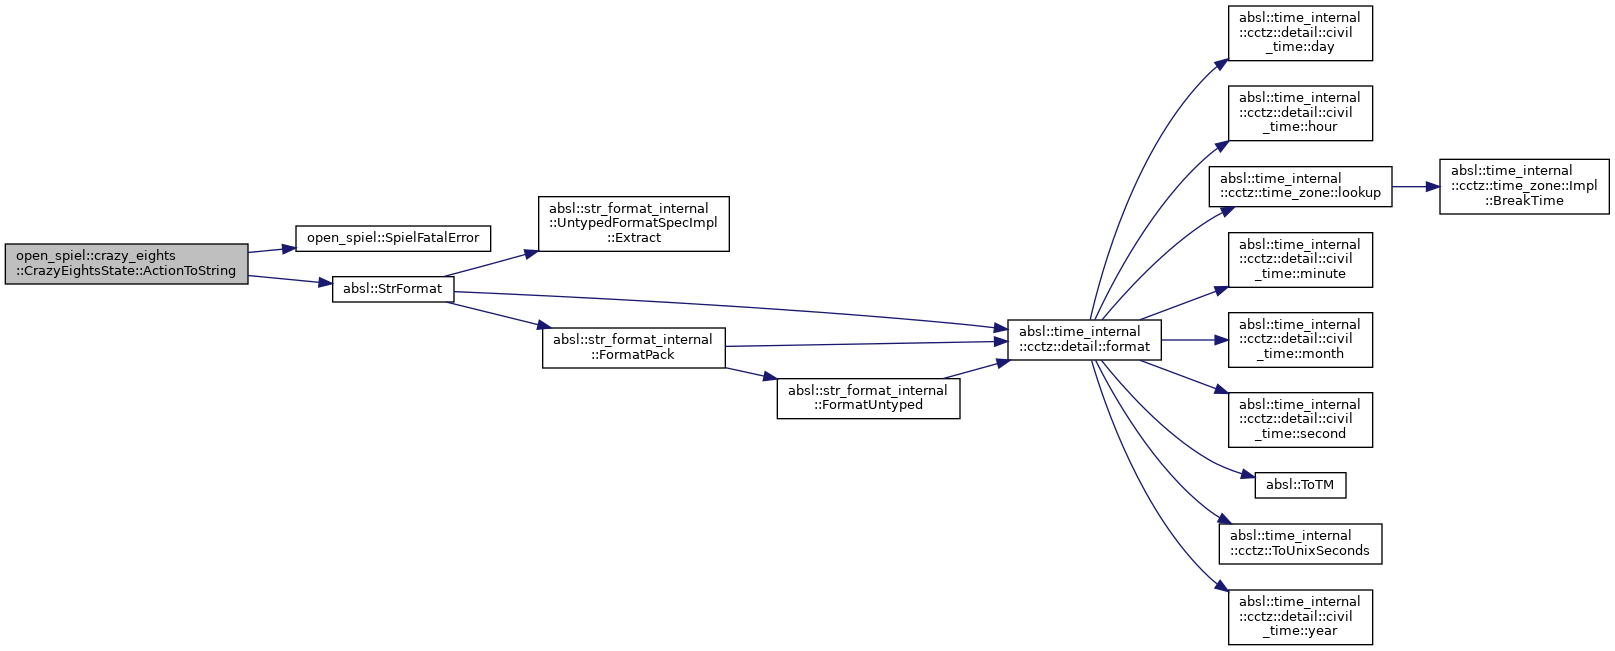 open_spiel::crazy_eights
::CrazyEightsState::ActionToString
open_spiel::SpielFatalError
absl::StrFormat
absl::str_format_internal
::UntypedFormatSpecImpl
::Extract
absl::str_format_internal
::FormatPack
absl::str_format_internal
::FormatUntyped
absl::time_internal
::cctz::detail::format
absl::time_internal
::cctz::detail::civil
_time::day
absl::time_internal
::cctz::detail::civil
_time::hour
absl::time_internal
::cctz::time_zone::lookup
absl::time_internal
::cctz::time_zone::Impl
::BreakTime
absl::time_internal
::cctz::detail::civil
_time::minute
absl::time_internal
::cctz::detail::civil
_time::month
absl::time_internal
::cctz::detail::civil
_time::second
absl::ToTM
absl::time_internal
::cctz::ToUnixSeconds
absl::time_internal
::cctz::detail::civil
_time::year